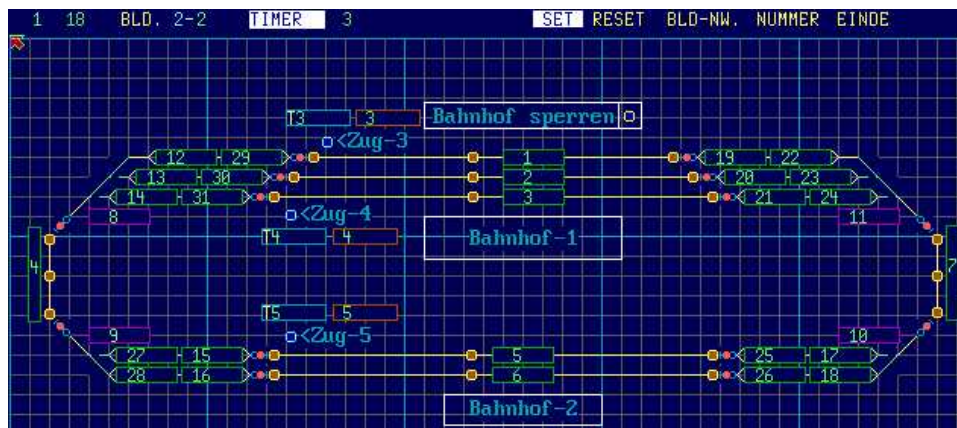 1 18 BLD. 2-2 TIMER 3 SET RESET BLD-NW. NUMMER EINDE
T3 3 Bahnhof sperren
<Zug-3
12 29 1 19 22
13 30 2 20 23
14 31 3 21 24
8 <Zug-4 11
T4 4 Bahnhof-1
4 7
T5 5
9 <Zug-5 10
27 15 5 25 17
28 16 6 26 18
Bahnhof-2